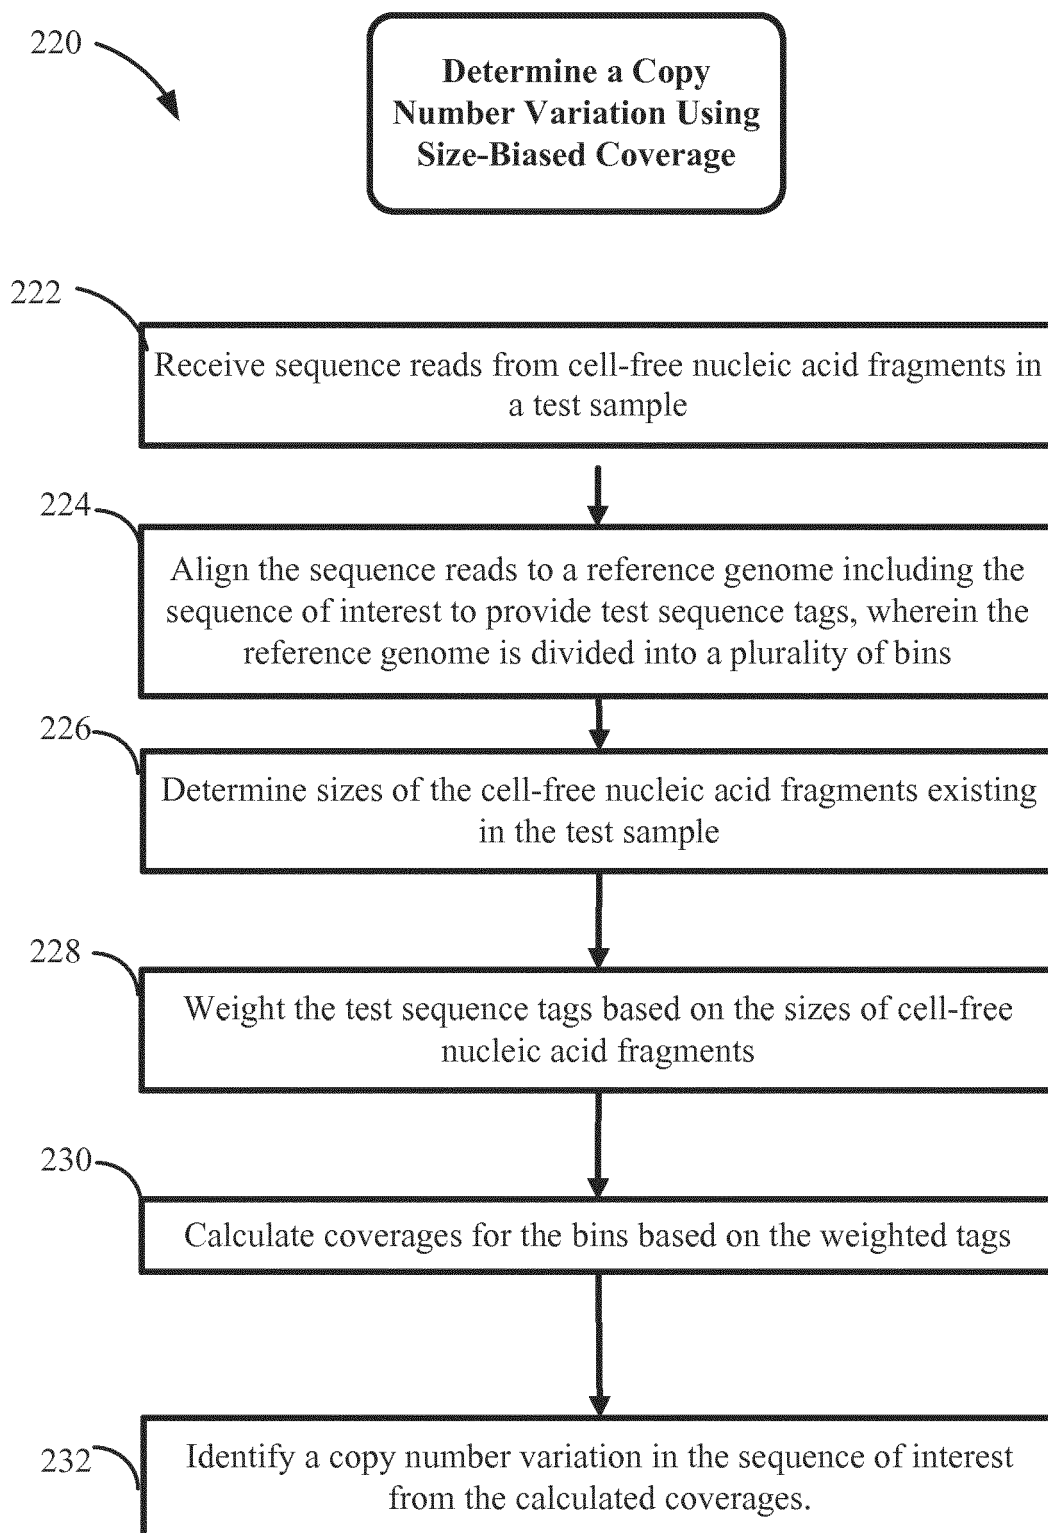 220
Determine a Copy
Number Variation Using
Size-Biased Coverage
222
Receive sequence reads from cell-free nucleic acid fragments in
a test sample
224
Align the sequence reads to a reference genome including the
sequence of interest to provide test sequence tags, wherein the
reference genome is divided into a plurality of bins
226
Determine sizes of the cell-free nucleic acid fragments existing
in the test sample
228
Weight the test sequence tags based on the sizes of cell-free
nucleic acid fragments
230
Calculate coverages for the bins based on the weighted tags
232
Identify a copy number variation in the sequence of interest
from the calculated coverages.